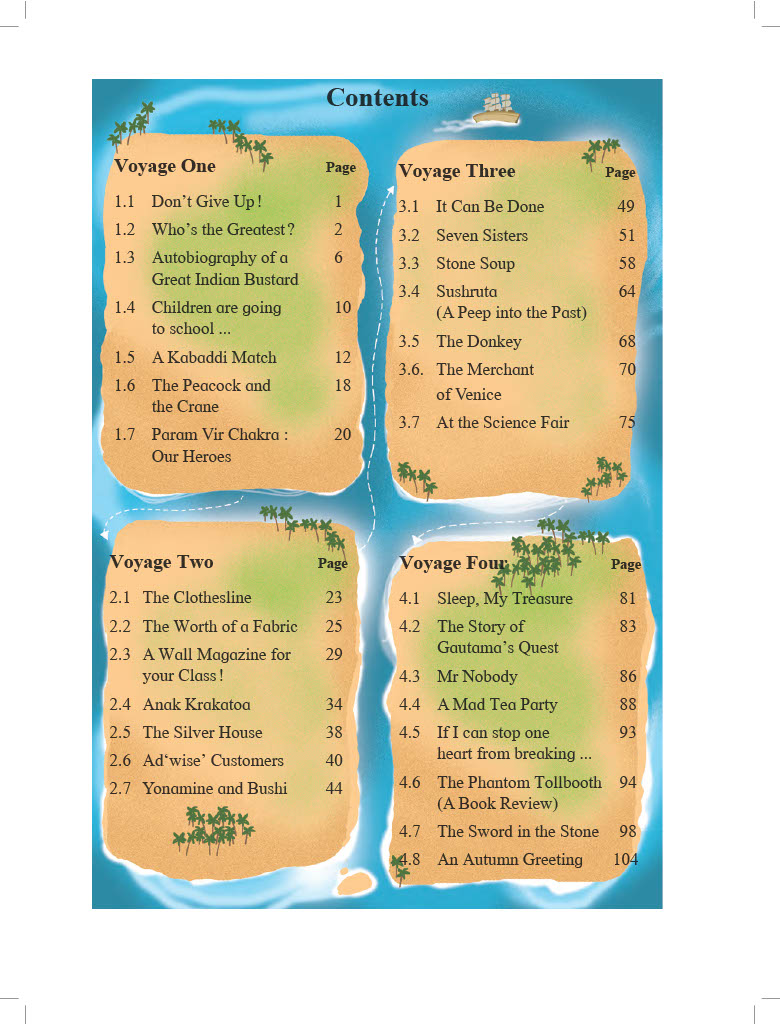 Contents
Voyage One Page
1.1 Don't Give Up! 1
1.2 Who's the Greatest? 2
1.3 Autobiography of a 6
Great Indian Bustard
1.4 Children are going 10
to school ...
1.5 A Kabaddi Match 12
1.6 The Peacock and 18
the Crane
1.7 Param Vir Chakra : 20
Our Heroes
Voyage Two Page
2.1 The Clothesline 23
2.2 The Worth of a Fabric 25
2.3 A Wall Magazine for 29
your Class!
2.4 Anak Krakatoa 34
2.5 The Silver House 38
2.6 Ad‘wise’ Customers 40
2.7 Yonamine and Bushi 44
Voyage Three Page
3.1 It Can Be Done 49
3.2 Seven Sisters 51
3.3 Stone Soup 58
3.4 Sushruta 64
(A Peep into the Past)
3.5 The Donkey 68
3.6. The Merchant 70
of Venice
3.7 At the Science Fair 75
Voyage Four Page
4.1 Sleep, My Treasure 81
4.2 The Story of 83
Gautama’s Quest
4.3 Mr Nobody 86
4.4 A Mad Tea Party 88
4.5 If I can stop one 93
heart from breaking ...
4.6 The Phantom Tollbooth 94
(A Book Review)
4.7 The Sword in the Stone 98
4.8 An Autumn Greeting 104